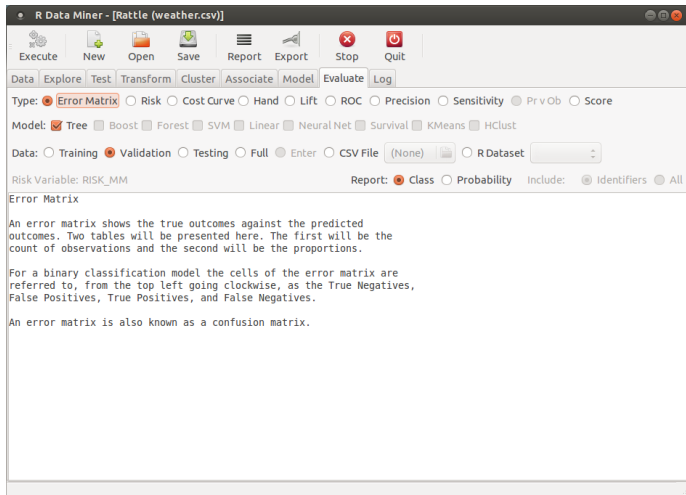 R Data Miner - [Rattle (weather.csv)]
Execute New Open Save Report Export Stop Quit
Data Explore Test Transform Cluster Associate Model Evaluate Log
Type: Error Matrix Risk Cost Curve Hand Lift ROC Precision Sensitivity Pr v Ob Score
Model: Tree Boost Forest SVM Linear Neural Net Survival KMeans HClust
Data: Training Validation Testing Full Enter CSV File (None) R Dataset
Risk Variable: RISK_MM Report: Class Probability Include: Identifiers All
Error Matrix
An error matrix shows the true outcomes against the predicted
outcomes. Two tables will be presented here. The first will be the
count of observations and the second will be the proportions.
For a binary classification model the cells of the error matrix are
referred to, from the top left going clockwise, as the True Negatives,
False Positives, True Positives, and False Negatives.
An error matrix is also known as a confusion matrix.